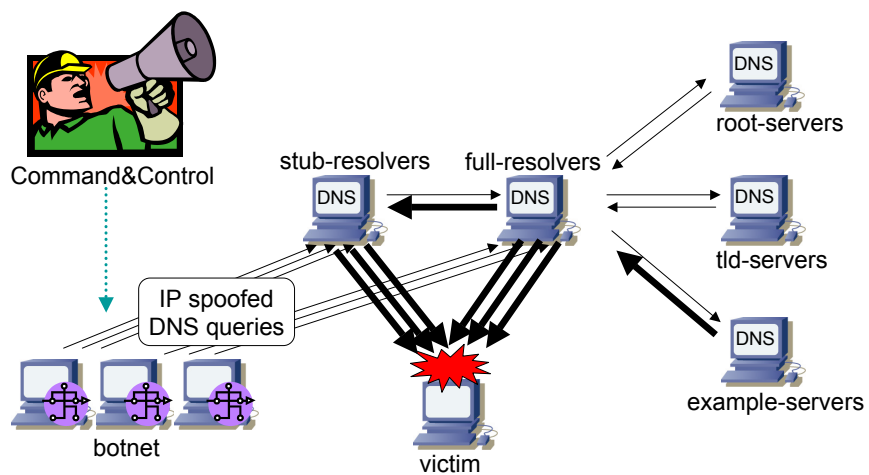 DNS
root-servers
stub-resolvers
full-resolvers
Command&Control
DNS
DNS
DNS
tld-servers
IP spoofed
DNS queries
DNS
example-servers
botnet
victim